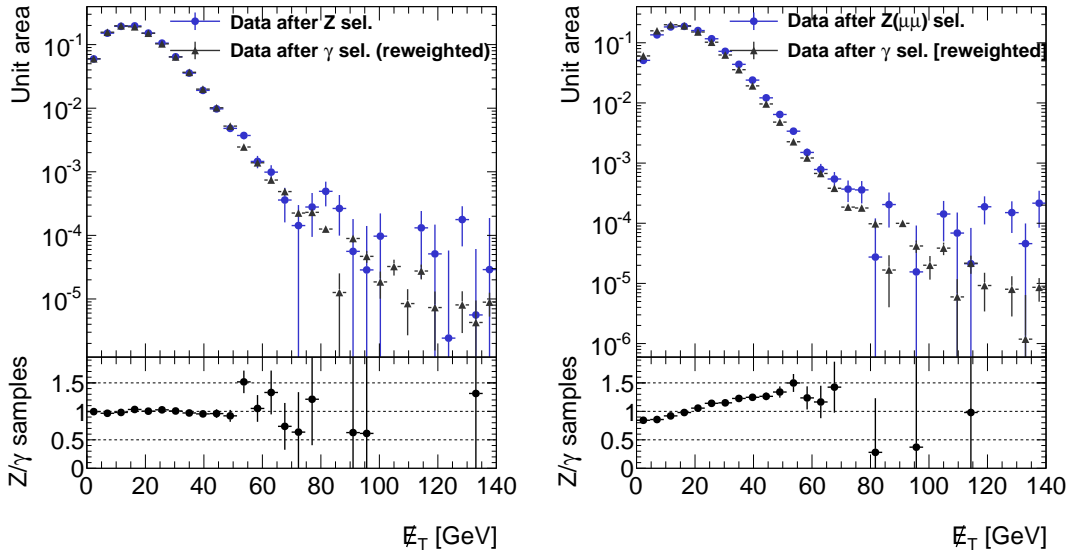 Data after Z sel.
Data after γ sel. (reweighted)
Unit area
10⁻¹
10⁻²
10⁻³
10⁻⁴
10⁻⁵
Z/γ samples
1.5
1
0.5
0
0 20 40 60 80 100 120 140
E̸_T [GeV]
Data after Z(μμ) sel.
Data after γ sel. [reweighted]
Unit area
10⁻¹
10⁻²
10⁻³
10⁻⁴
10⁻⁵
10⁻⁶
Z/γ samples
1.5
1
0.5
0
0 20 40 60 80 100 120 140
E̸_T [GeV]